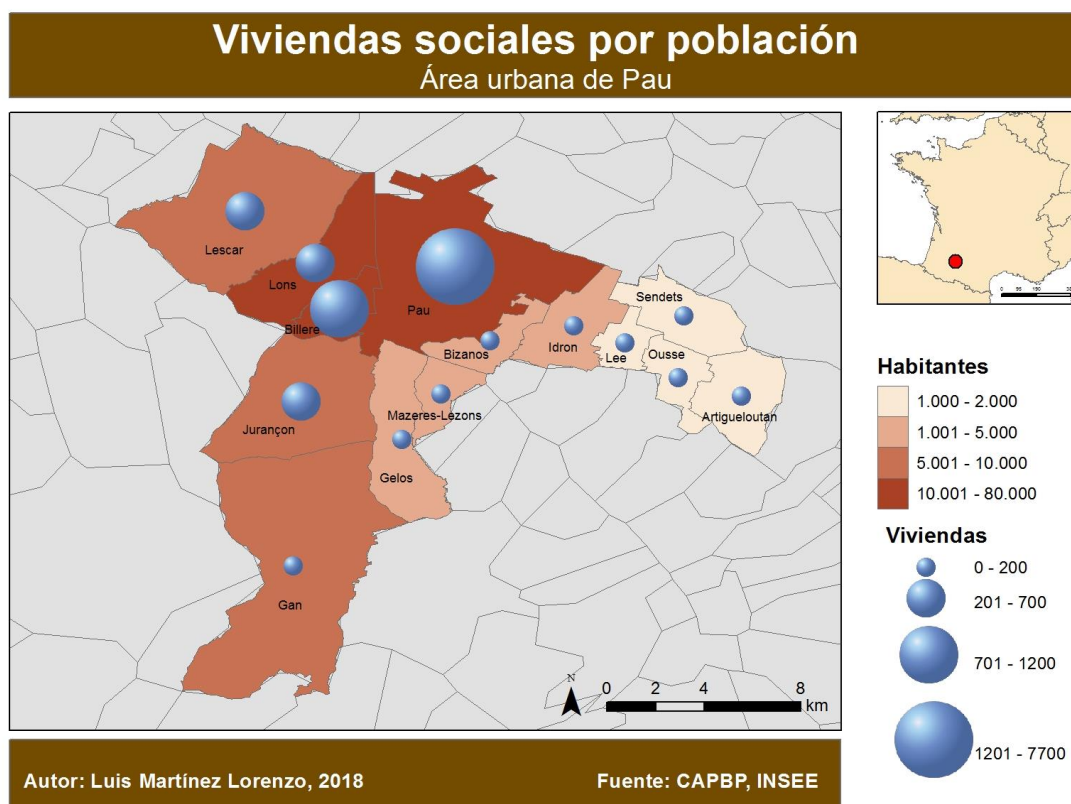 Viviendas sociales por población
Área urbana de Pau
Lescar
Lons
Billere
Pau
Sendets
Bizanos
Idron
Lee
Ousse
Jurançon
Mazeres-Lezons
Artigueloutan
Gelos
Gan
N
0 2 4 8
km
Habitantes
1.000 - 2.000
1.001 - 5.000
5.001 - 10.000
10.001 - 80.000
Viviendas
0 - 200
201 - 700
701 - 1200
1201 - 7700
Autor: Luis Martínez Lorenzo, 2018
Fuente: CAPBP, INSEE